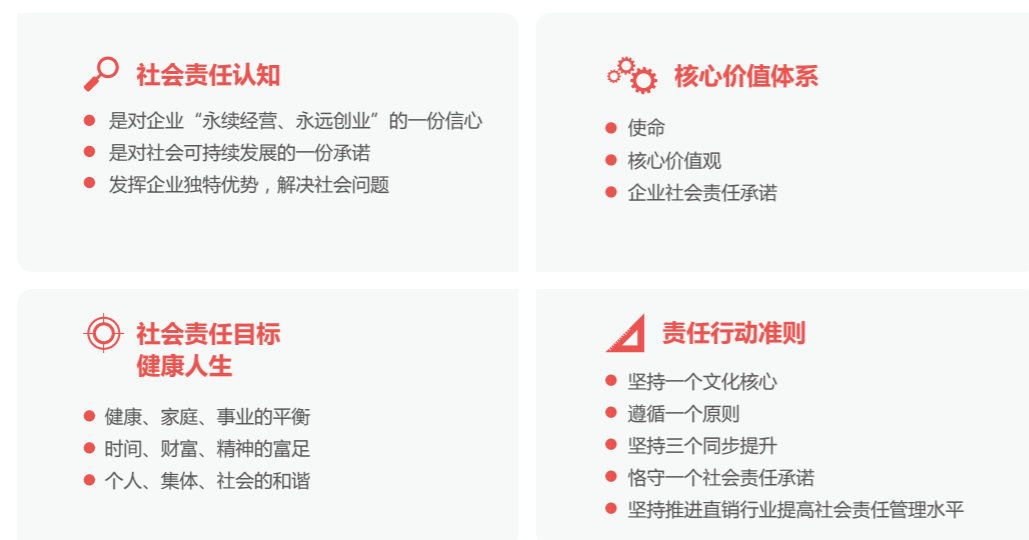 社会责任认知
是对企业“永续经营、永远创业”的一份信心
是对社会可持续发展的一份承诺
发挥企业独特优势，解决社会问题
核心价值体系
使命
核心价值观
企业社会责任承诺
社会责任目标
健康人生
健康、家庭、事业的平衡
时间、财富、精神的富足
个人、集体、社会的和谐
责任行动准则
坚持一个文化核心
遵循一个原则
坚持三个同步提升
恪守一个社会责任承诺
坚持推进直销行业提高社会责任管理水平